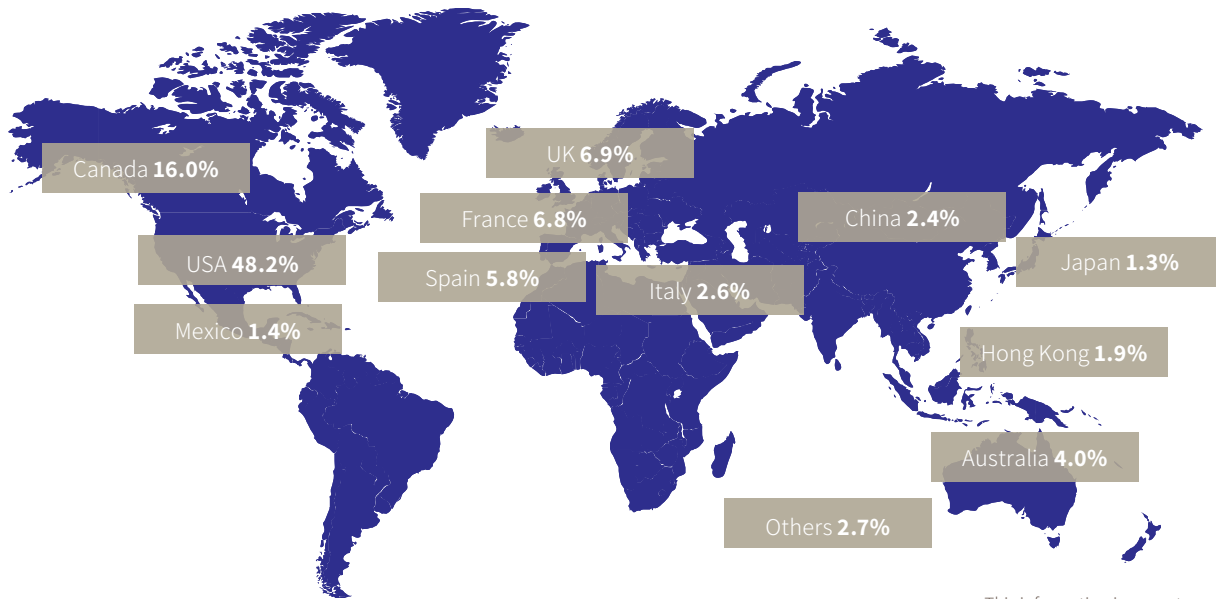 UK 6.9%
Canada 16.0%
France 6.8%
China 2.4%
USA 48.2%
Japan 1.3%
Spain 5.8%
Italy 2.6%
Mexico 1.4%
Hong Kong 1.9%
Australia 4.0%
Others 2.7%